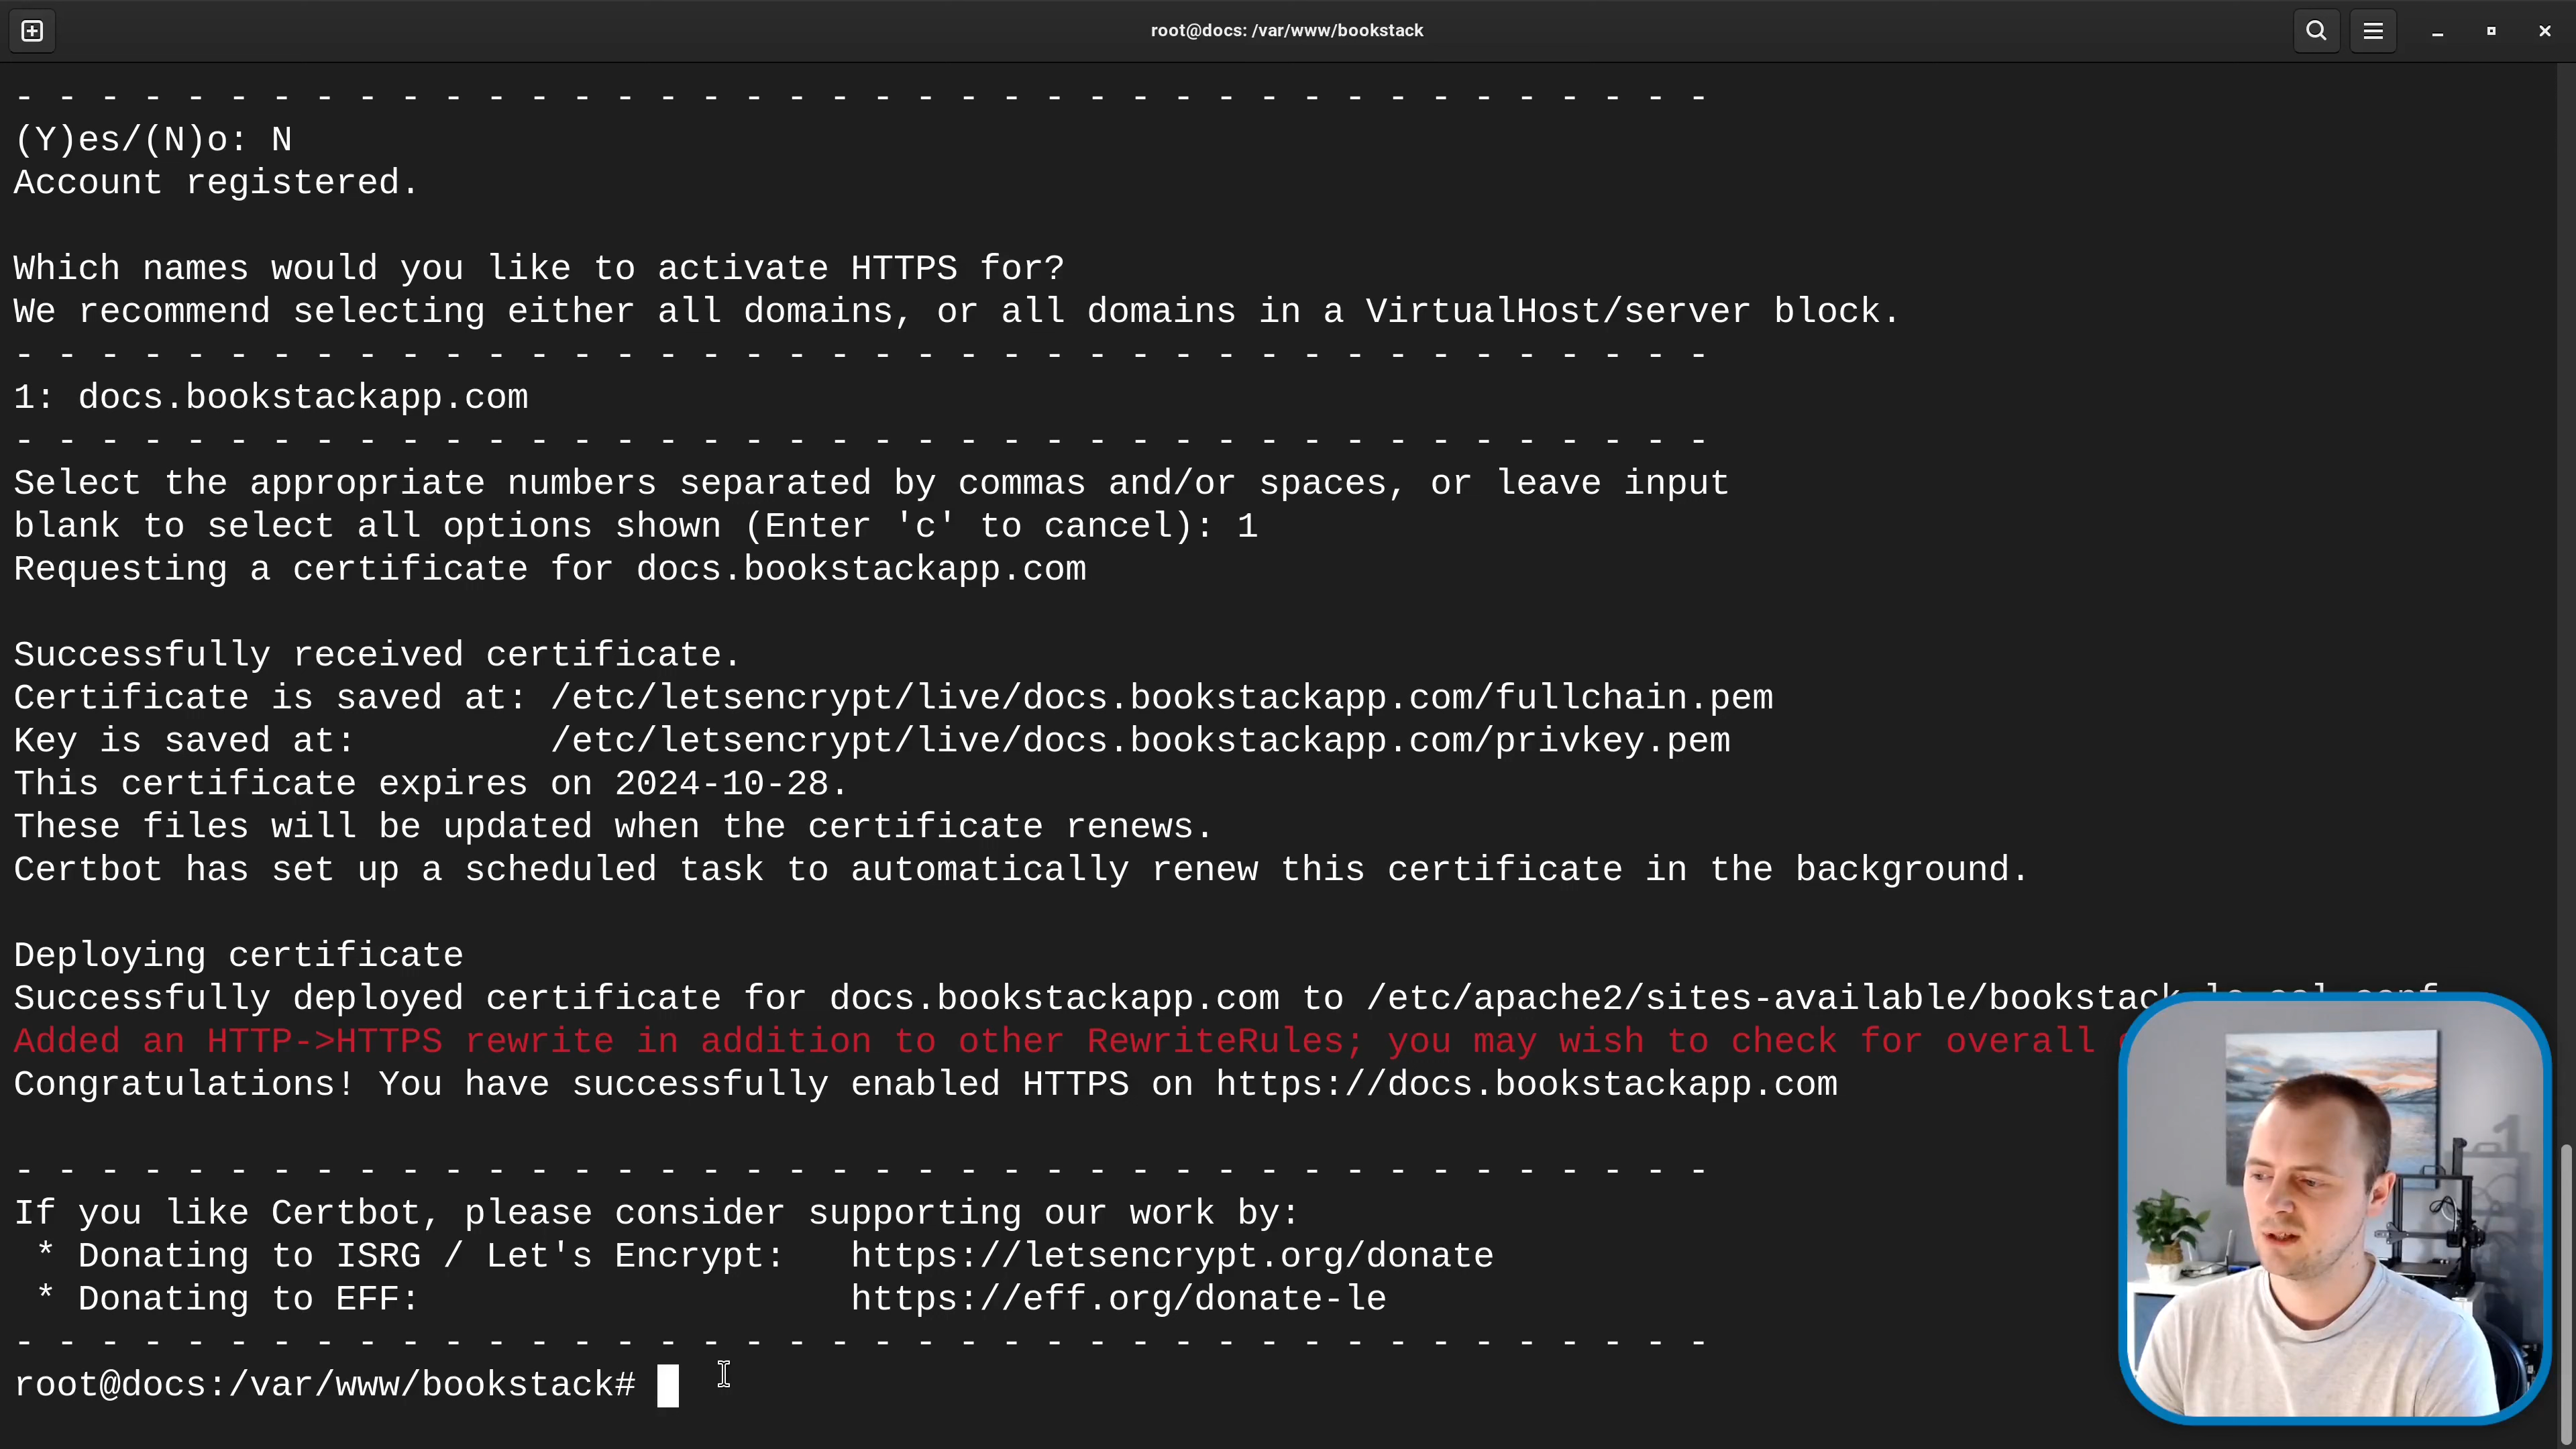 root@docs: /var/www/bookstack
- - - - - - - - - - - - - - - - - - - - - - - - - - - - - - - - - - - - - - - -
(Y)es/(N)o: N
Account registered.
Which names would you like to activate HTTPS for?
We recommend selecting either all domains, or all domains in a VirtualHost/server block.
- - - - - - - - - - - - - - - - - - - - - - - - - - - - - - - - - - - - - - - -
1: docs.bookstackapp.com
- - - - - - - - - - - - - - - - - - - - - - - - - - - - - - - - - - - - - - - -
Select the appropriate numbers separated by commas and/or spaces, or leave input
blank to select all options shown (Enter 'c' to cancel): 1
Requesting a certificate for docs.bookstackapp.com
Successfully received certificate.
Certificate is saved at: /etc/letsencrypt/live/docs.bookstackapp.com/fullchain.pem
Key is saved at:         /etc/letsencrypt/live/docs.bookstackapp.com/privkey.pem
This certificate expires on 2024-10-28.
These files will be updated when the certificate renews.
Certbot has set up a scheduled task to automatically renew this certificate in the background.
Deploying certificate
Successfully deployed certificate for docs.bookstackapp.com to /etc/apache2/sites-available/bookstack
Added an HTTP->HTTPS rewrite in addition to other RewriteRules; you may wish to check for overall
Congratulations! You have successfully enabled HTTPS on https://docs.bookstackapp.com
- - - - - - - - - - - - - - - - - - - - - - - - - - - - - - - - - - - - - - - -
If you like Certbot, please consider supporting our work by:
* Donating to ISRG / Let's Encrypt:   https://letsencrypt.org/donate
* Donating to EFF:                    https://eff.org/donate-le
- - - - - - - - - - - - - - - - - - - - - - - - - - - - - - - - - - - - - - - -
root@docs:/var/www/bookstack#